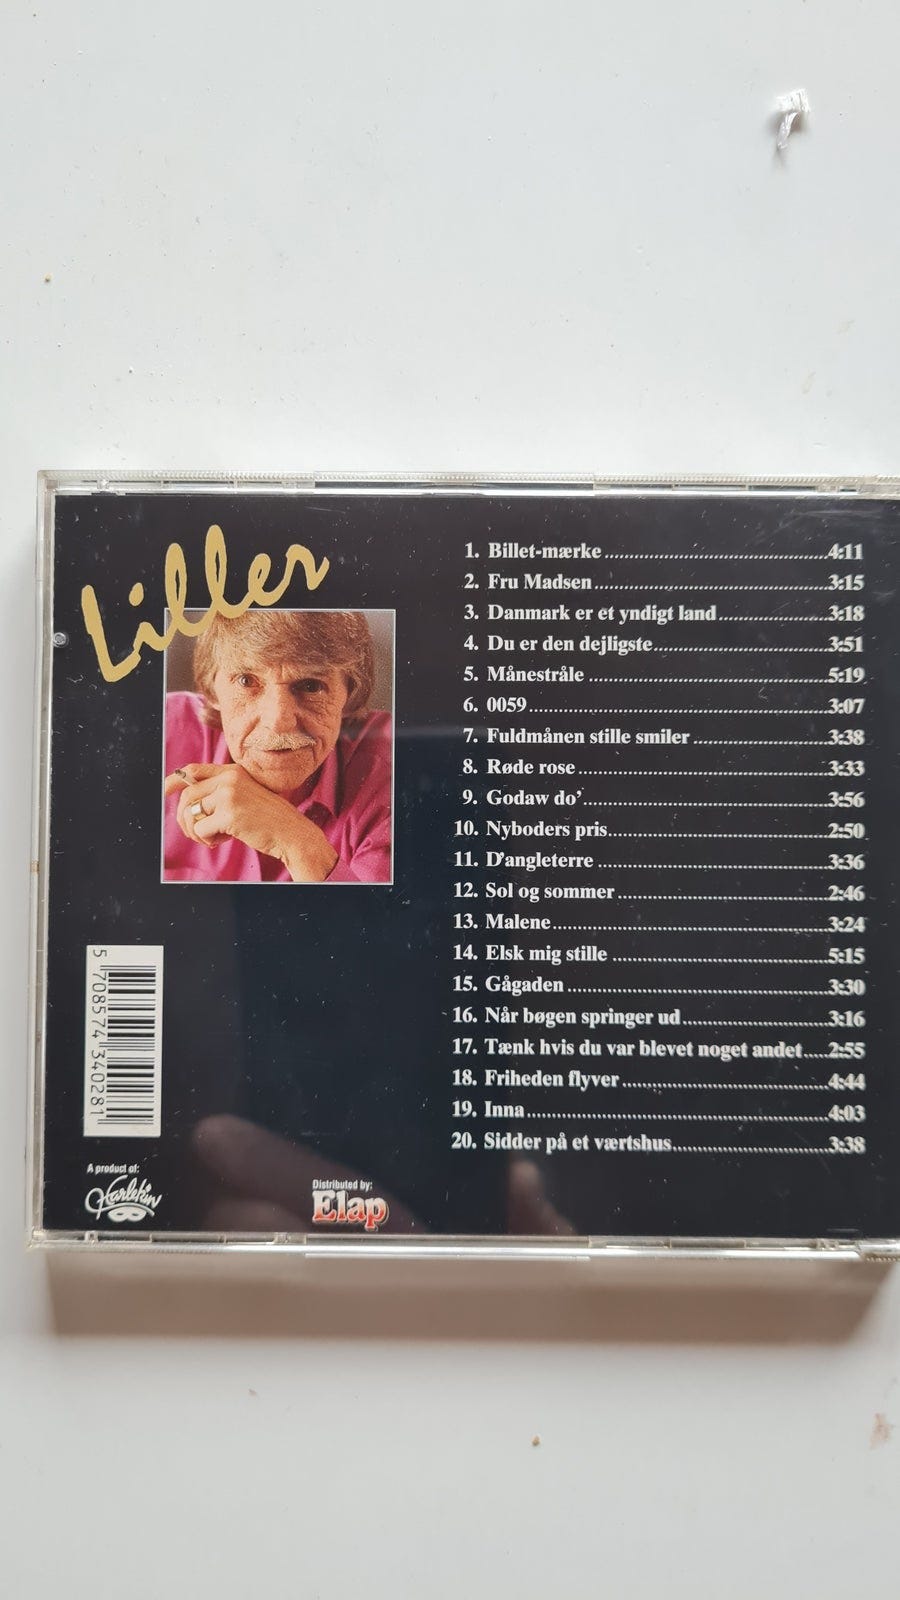 Liller
1. Billet-mærke 4:11
2. Fru Madsen 3:15
3. Danmark er et yndigt land 3:18
4. Du er den dejligste 3:51
5. Månestråle 5:19
6. 0059 3:07
7. Fuldmånen stille smiler 3:38
8. Røde rose 3:33
9. Godaw do' 3:56
10. Nyboders pris 2:50
11. D'angleterre 3:36
12. Sol og sommer 2:46
13. Malene 3:24
14. Elsk mig stille 5:15
15. Gågaden 3:30
16. Når bøgen springer ud 3:16
17. Tænk hvis du var blevet noget andet 2:55
18. Friheden flyver 4:44
19. Inna 4:03
20. Sidder på et værtshus 3:38
5 708574 340281
A product of:
Harlekin
Distributed by:
Elap